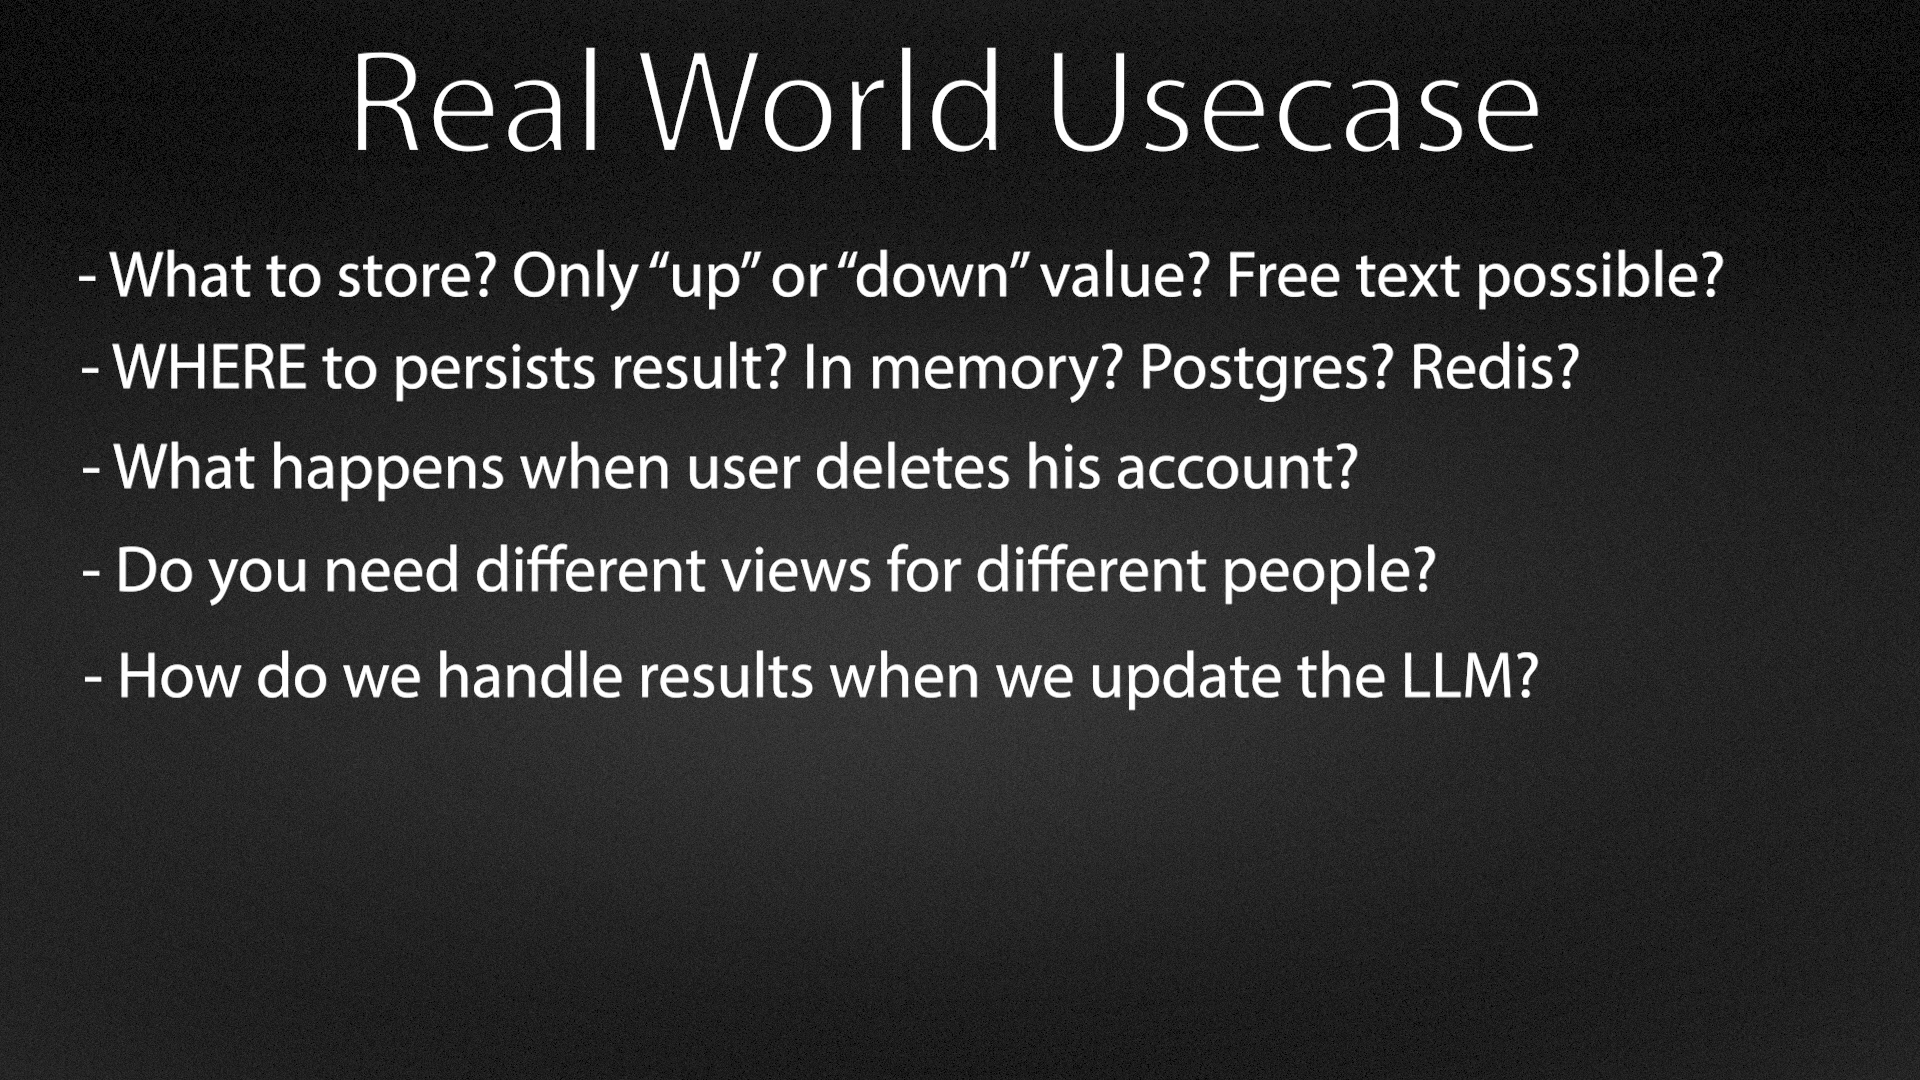 Real World Usecase
- What to store? Only “up” or “down” value? Free text possible?
- WHERE to persists result? In memory? Postgres? Redis?
- What happens when user deletes his account?
- Do you need different views for different people?
- How do we handle results when we update the LLM?